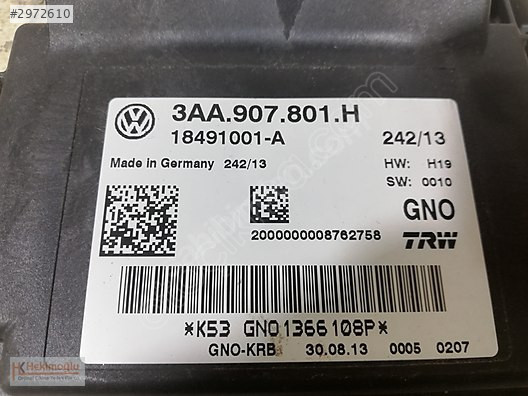 #2972610
3AA.907.801.H
18491001-A 242/13
Made in Germany 242/13 HW: H19
SW: 0010
GNO
2000000008762758
TRW
*K53 GNO1366108P*
GNO-KRB 30.08.13 0005 0207
Hekimoğlu